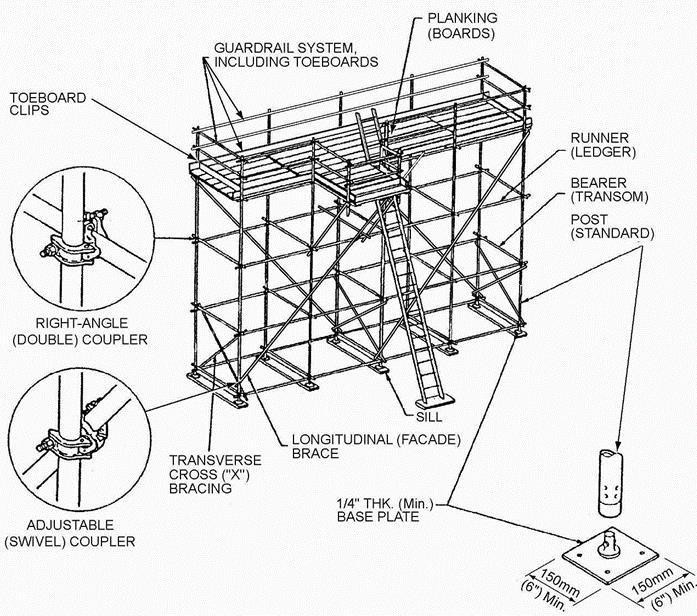 PLANKING
(BOARDS)
GUARDRAIL SYSTEM,
INCLUDING TOEBOARDS
TOEBOARD
CLIPS
RUNNER
(LEDGER)
BEARER
(TRANSOM)
POST
(STANDARD)
RIGHT-ANGLE
(DOUBLE) COUPLER
SILL
LONGITUDINAL (FACADE)
BRACE
TRANSVERSE
CROSS ("X")
BRACING
1/4" THK. (Min.)
BASE PLATE
ADJUSTABLE
(SWIVEL) COUPLER
150mm
(6") Min.
150mm
(6") Min.